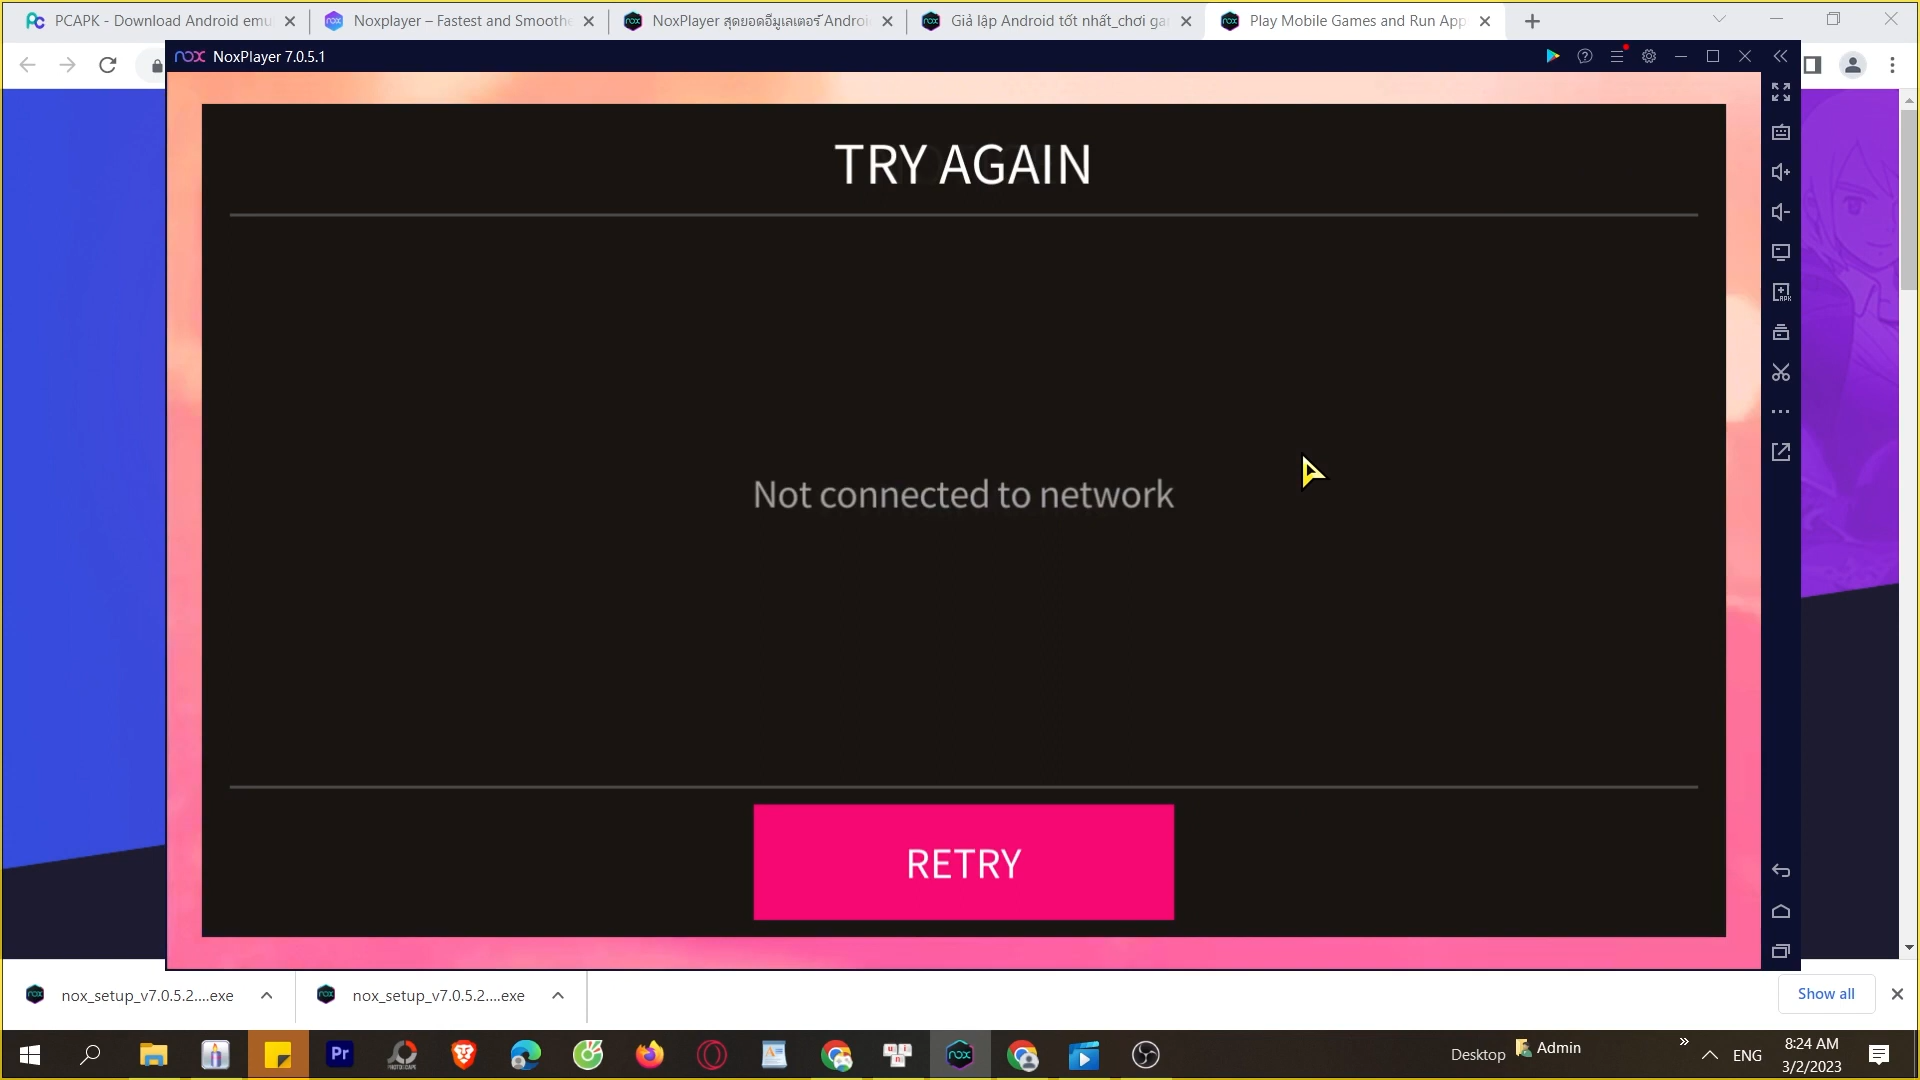 PCAPK - Download Android emu
Noxplayer – Fastest and Smoothe
NoxPlayer สุดยอดอีมูเลเตอร์ Androi
Giả lập Android tốt nhất_chơi ga
Play Mobile Games and Run App
nox NoxPlayer 7.0.5.1
TRY AGAIN
Not connected to network
RETRY
nox_setup_v7.0.5.2....exe
nox_setup_v7.0.5.2....exe
Show all
Pr
nox
Desktop
Admin
ENG
8:24 AM
3/2/2023